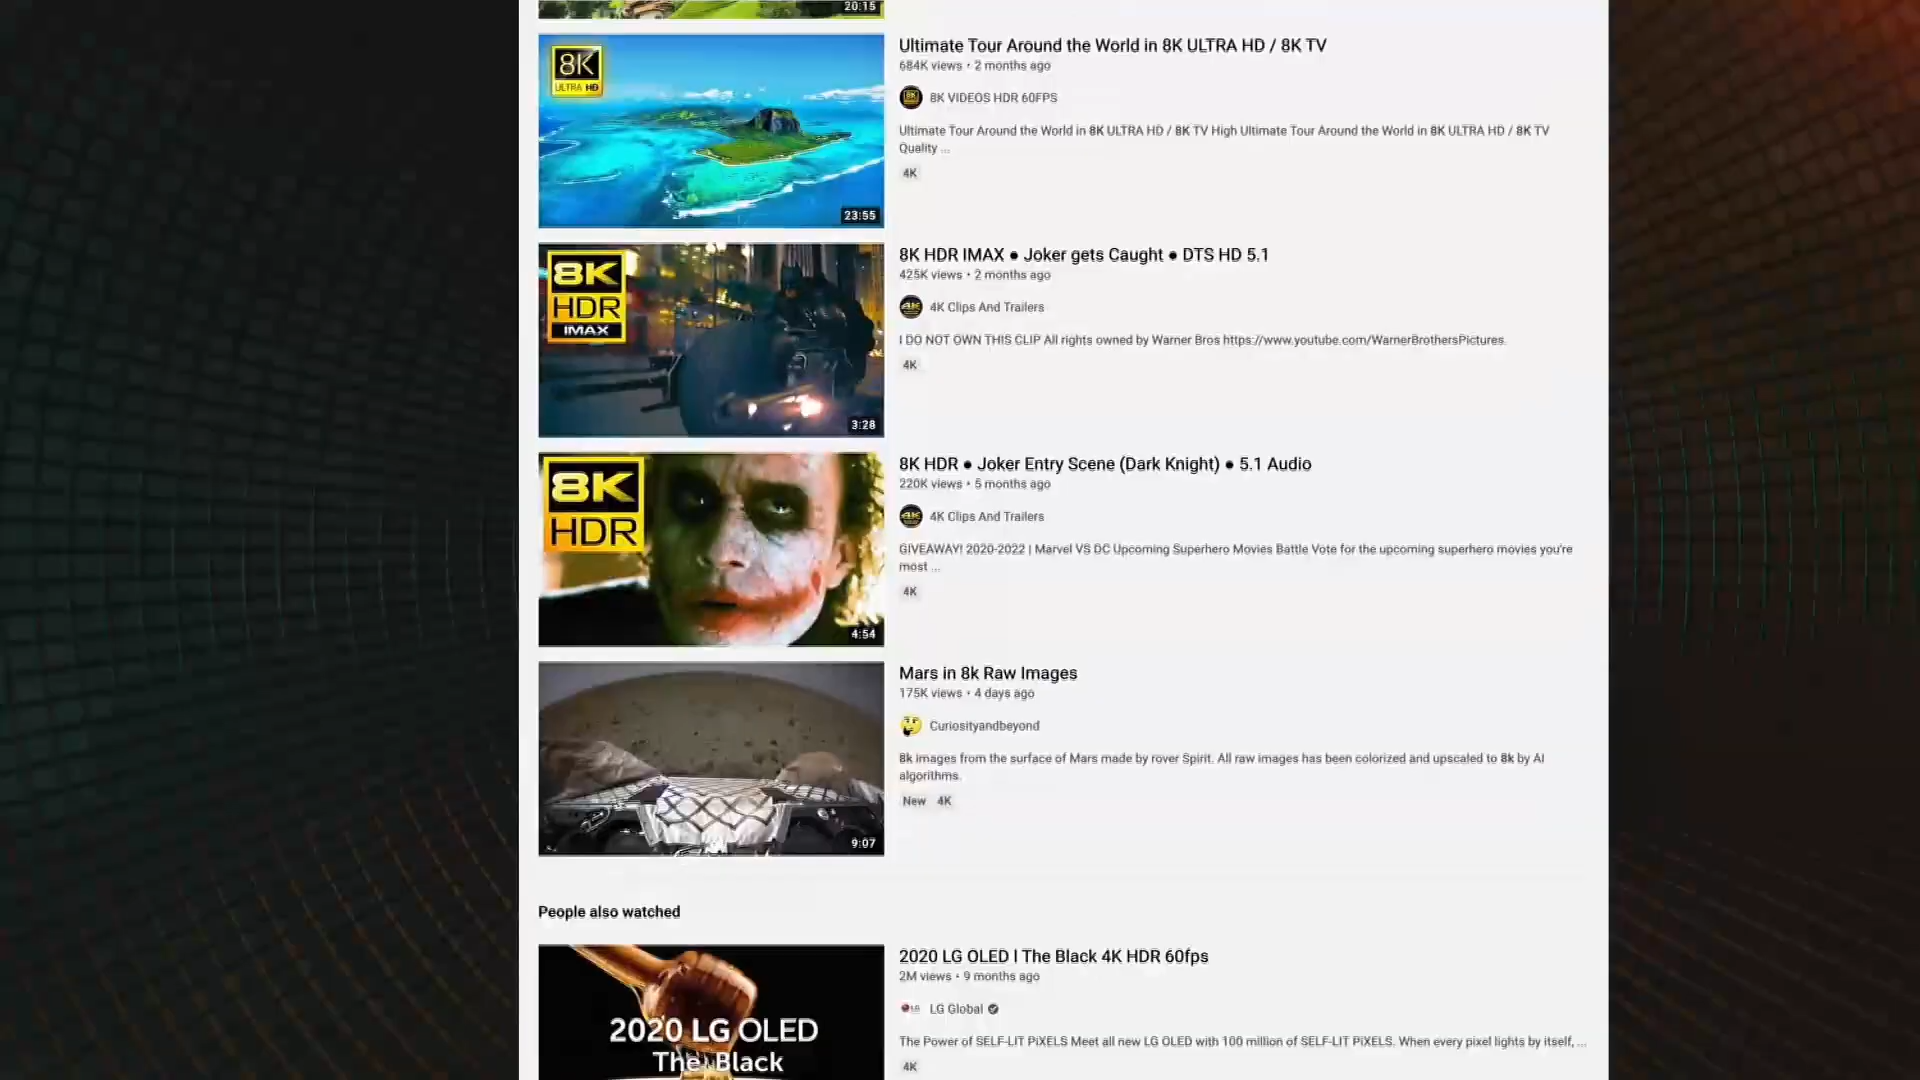 20:15
8K
ULTRA HD
23:55
Ultimate Tour Around the World in 8K ULTRA HD / 8K TV
684K views • 2 months ago
8K VIDEOS HDR 60FPS
Ultimate Tour Around the World in 8K ULTRA HD / 8K TV High Ultimate Tour Around the World in 8K ULTRA HD / 8K TV
Quality ...
4K
8K
HDR
IMAX
3:28
8K HDR IMAX ● Joker gets Caught ● DTS HD 5.1
425K views • 2 months ago
4K Clips And Trailers
I DO NOT OWN THIS CLIP All rights owned by Warner Bros https://www.youtube.com/WarnerBrothersPictures.
4K
8K
HDR
4:54
8K HDR ● Joker Entry Scene (Dark Knight) ● 5.1 Audio
220K views • 5 months ago
4K Clips And Trailers
GIVEAWAY! 2020-2022 | Marvel VS DC Upcoming Superhero Movies Battle Vote for the upcoming superhero movies you're
most ...
4K
9:07
Mars in 8k Raw Images
175K views • 4 days ago
Curiosityandbeyond
8k images from the surface of Mars made by rover Spirit. All raw images has been colorized and upscaled to 8k by AI
algorithms.
New 4K
People also watched
2020 LG OLED
The Black
2020 LG OLED l The Black 4K HDR 60fps
2M views • 9 months ago
LG Global
The Power of SELF-LIT PiXELS Meet all new LG OLED with 100 million of SELF-LIT PiXELS. When every pixel lights by itself, ...
4K